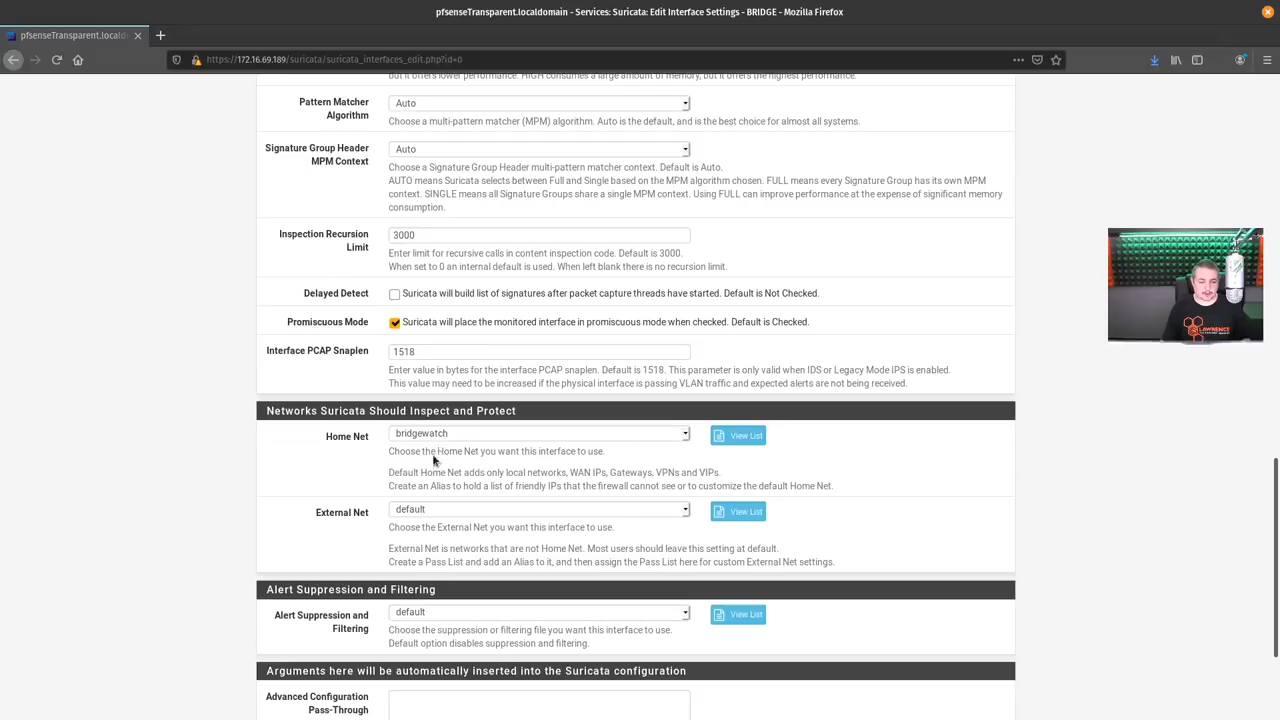 pfsenseTransparent.localdomain - Services: Suricata: Edit Interface Settings - BRIDGE - Mozilla Firefox
pfsenseTransparent.locald
https://172.16.69.189/suricata/suricata_interfaces_edit.php?id=0
but it offers lower performance. HIGH consumes a large amount of memory, but it offers the highest performance.
Pattern Matcher Algorithm
Auto
Choose a multi-pattern matcher (MPM) algorithm. Auto is the default, and is the best choice for almost all systems.
Signature Group Header MPM Context
Auto
Choose a Signature Group Header multi-pattern matcher context. Default is Auto.
AUTO means Suricata selects between Full and Single based on the MPM algorithm chosen. FULL means every Signature Group has its own MPM
context. SINGLE means all Signature Groups share a single MPM context. Using FULL can improve performance at the expense of significant memory
consumption.
Inspection Recursion Limit
3000
Enter limit for recursive calls in content inspection code. Default is 3000.
When set to 0 an internal default is used. When left blank there is no recursion limit.
Delayed Detect
Suricata will build list of signatures after packet capture threads have started. Default is Not Checked.
Promiscuous Mode
Suricata will place the monitored interface in promiscuous mode when checked. Default is Checked.
Interface PCAP Snaplen
1518
Enter value in bytes for the interface PCAP snaplen. Default is 1518. This parameter is only valid when IDS or Legacy Mode IPS is enabled.
This value may need to be increased if the physical interface is passing VLAN traffic and expected alerts are not being received.
Networks Suricata Should Inspect and Protect
Home Net
bridgewatch
View List
Choose the Home Net you want this interface to use.
Default Home Net adds only local networks, WAN IPs, Gateways, VPNs and VIPs.
Create an Alias to hold a list of friendly IPs that the firewall cannot see or to customize the default Home Net.
External Net
default
View List
Choose the External Net you want this interface to use.
External Net is networks that are not Home Net. Most users should leave this setting at default.
Create a Pass List and add an Alias to it, and then assign the Pass List here for custom External Net settings.
Alert Suppression and Filtering
Alert Suppression and Filtering
default
View List
Choose the suppression or filtering file you want this interface to use.
Default option disables suppression and filtering.
Arguments here will be automatically inserted into the Suricata configuration
Advanced Configuration Pass-Through
LAWRENCE